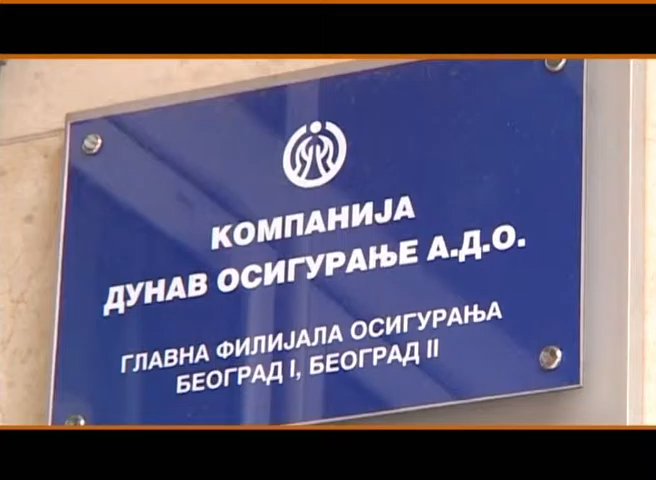 КОМПАНИЈА
ДУНАВ ОСИГУРАЊЕ А.Д.О.
ГЛАВНА ФИЛИЈАЛА ОСИГУРАЊА
БЕОГРАД I, БЕОГРАД II